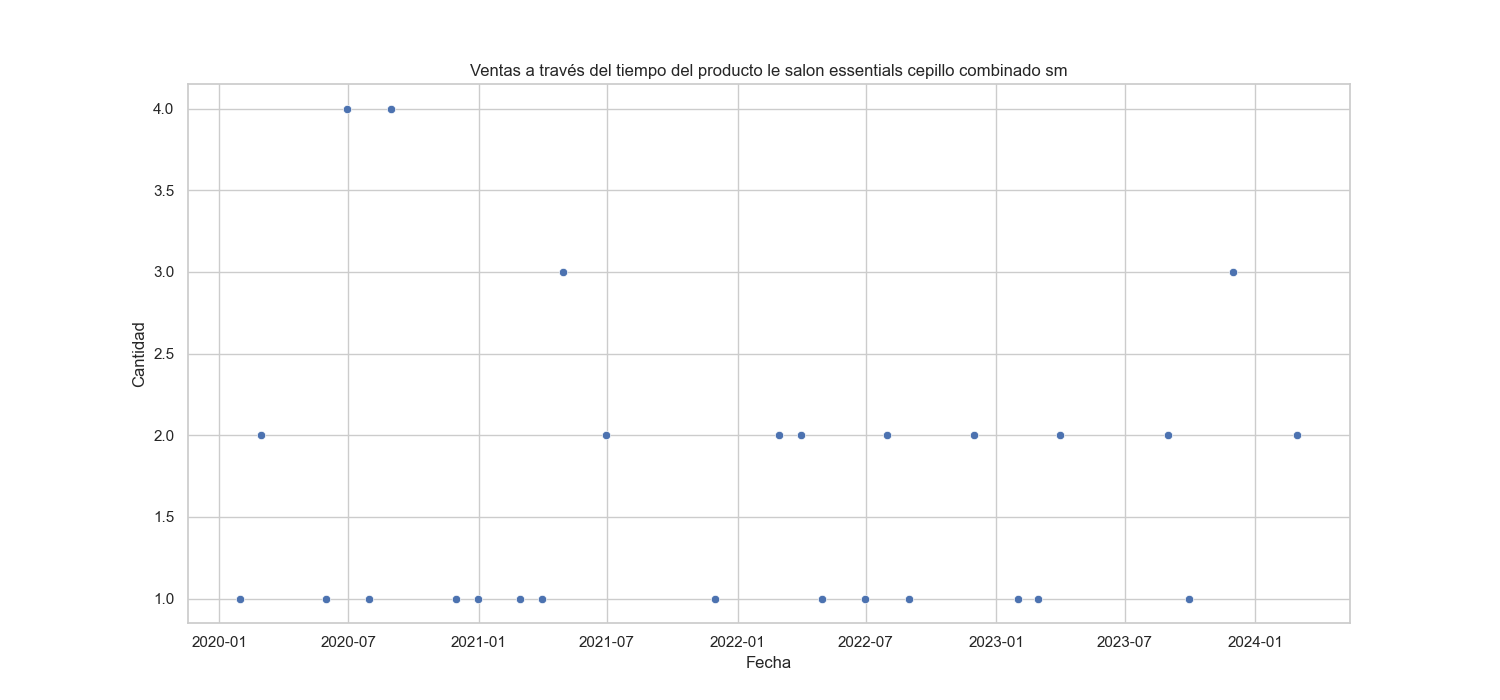 Ventas a través del tiempo del producto le salon essentials cepillo combinado sm
4.0
3.5
3.0
2.5
2.0
1.5
1.0
Cantidad
2020-01 2020-07 2021-01 2021-07 2022-01 2022-07 2023-01 2023-07 2024-01
Fecha